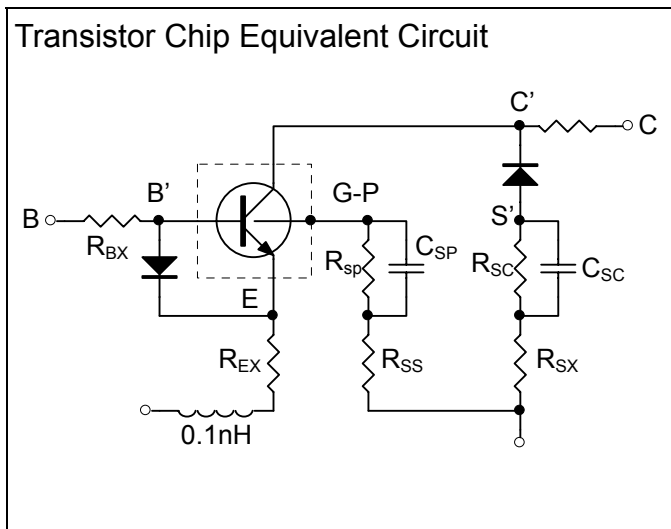 Transistor Chip Equivalent Circuit
C'
C
B'
G-P
B
S'
R_BX
R_sp
C_SP
R_SC
C_SC
E
R_EX
R_SS
R_SX
0.1nH